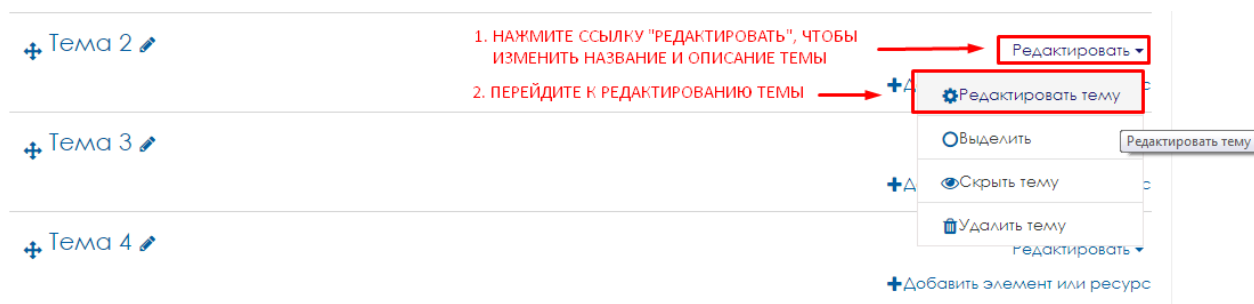 Тема 2
1. НАЖМИТЕ ССЫЛКУ "РЕДАКТИРОВАТЬ", ЧТОБЫ
ИЗМЕНИТЬ НАЗВАНИЕ И ОПИСАНИЕ ТЕМЫ
Редактировать
2. ПЕРЕЙДИТЕ К РЕДАКТИРОВАНИЮ ТЕМЫ
Редактировать тему
Тема 3
Выделить
Редактировать тему
Скрыть тему
Удалить тему
Тема 4
Редактировать
Добавить элемент или ресурс